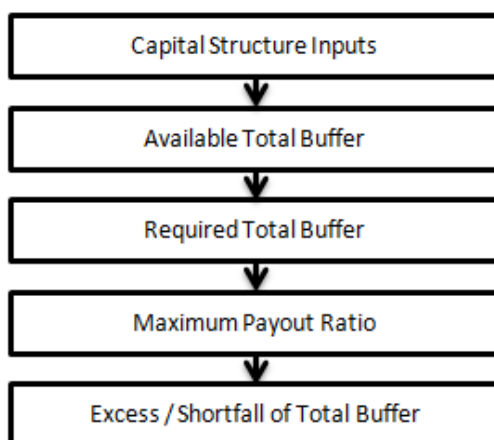 Capital Structure Inputs
Available Total Buffer
Required Total Buffer
Maximum Payout Ratio
Excess / Shortfall of Total Buffer